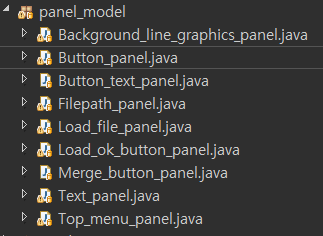 panel_model
Background_line_graphics_panel.java
Button_panel.java
Button_text_panel.java
Filepath_panel.java
Load_file_panel.java
Load_ok_button_panel.java
Merge_button_panel.java
Text_panel.java
Top_menu_panel.java